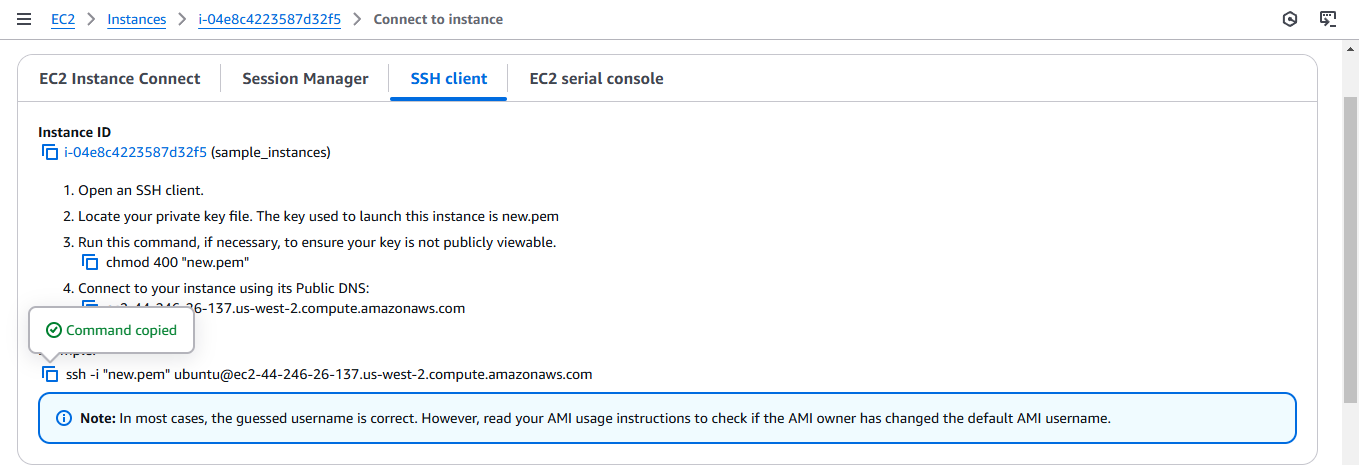 EC2 > Instances > i-04e8c4223587d32f5 > Connect to instance
EC2 Instance Connect
Session Manager
SSH client
EC2 serial console
Instance ID
i-04e8c4223587d32f5 (sample_instances)
1. Open an SSH client.
2. Locate your private key file. The key used to launch this instance is new.pem
3. Run this command, if necessary, to ensure your key is not publicly viewable.
chmod 400 "new.pem"
4. Connect to your instance using its Public DNS:
-137.us-west-2.compute.amazonaws.com
Command copied
ssh -i "new.pem" ubuntu@ec2-44-246-26-137.us-west-2.compute.amazonaws.com
Note: In most cases, the guessed username is correct. However, read your AMI usage instructions to check if the AMI owner has changed the default AMI username.